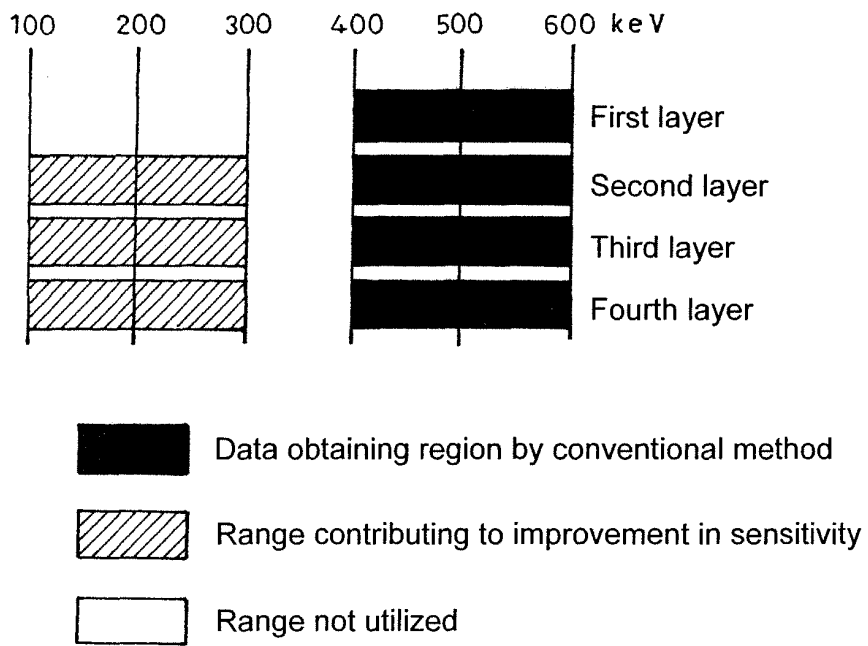 100 200 300 400 500 600 keV
First layer
Second layer
Third layer
Fourth layer
Data obtaining region by conventional method
Range contributing to improvement in sensitivity
Range not utilized